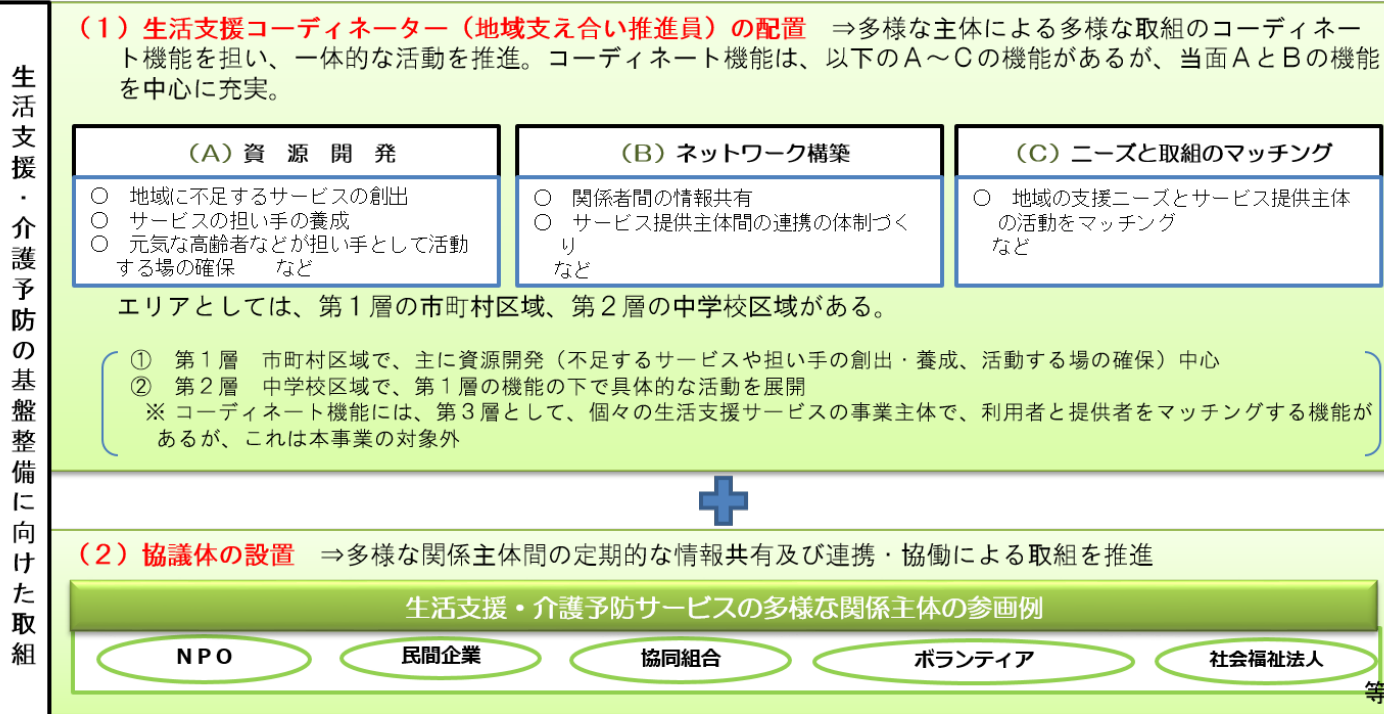 生活支援・介護予防の基盤整備に向けた取組
(1)生活支援コーディネーター(地域支え合い推進員)の配置 ⇒多様な主体による多様な取組のコーディネー
ト機能を担い、一体的な活動を推進。コーディネート機能は、以下のA~Cの機能があるが、当面AとBの機能
を中心に充実。
(A)資 源 開 発
○ 地域に不足するサービスの創出
○ サービスの担い手の養成
○ 元気な高齢者などが担い手として活動
する場の確保 など
(B)ネットワーク構築
○ 関係者間の情報共有
○ サービス提供主体間の連携の体制づく
り
など
(C)ニーズと取組のマッチング
○ 地域の支援ニーズとサービス提供主体
の活動をマッチング
など
エリアとしては、第1層の市町村区域、第2層の中学校区域がある。
① 第1層 市町村区域で、主に資源開発(不足するサービスや担い手の創出・養成、活動する場の確保)中心
② 第2層 中学校区域で、第1層の機能の下で具体的な活動を展開
※ コーディネート機能には、第3層として、個々の生活支援サービスの事業主体で、利用者と提供者をマッチングする機能が
あるが、これは本事業の対象外
(2)協議体の設置 ⇒多様な関係主体間の定期的な情報共有及び連携・協働による取組を推進
生活支援・介護予防サービスの多様な関係主体の参画例
NPO
民間企業
協同組合
ボランティア
社会福祉法人
等